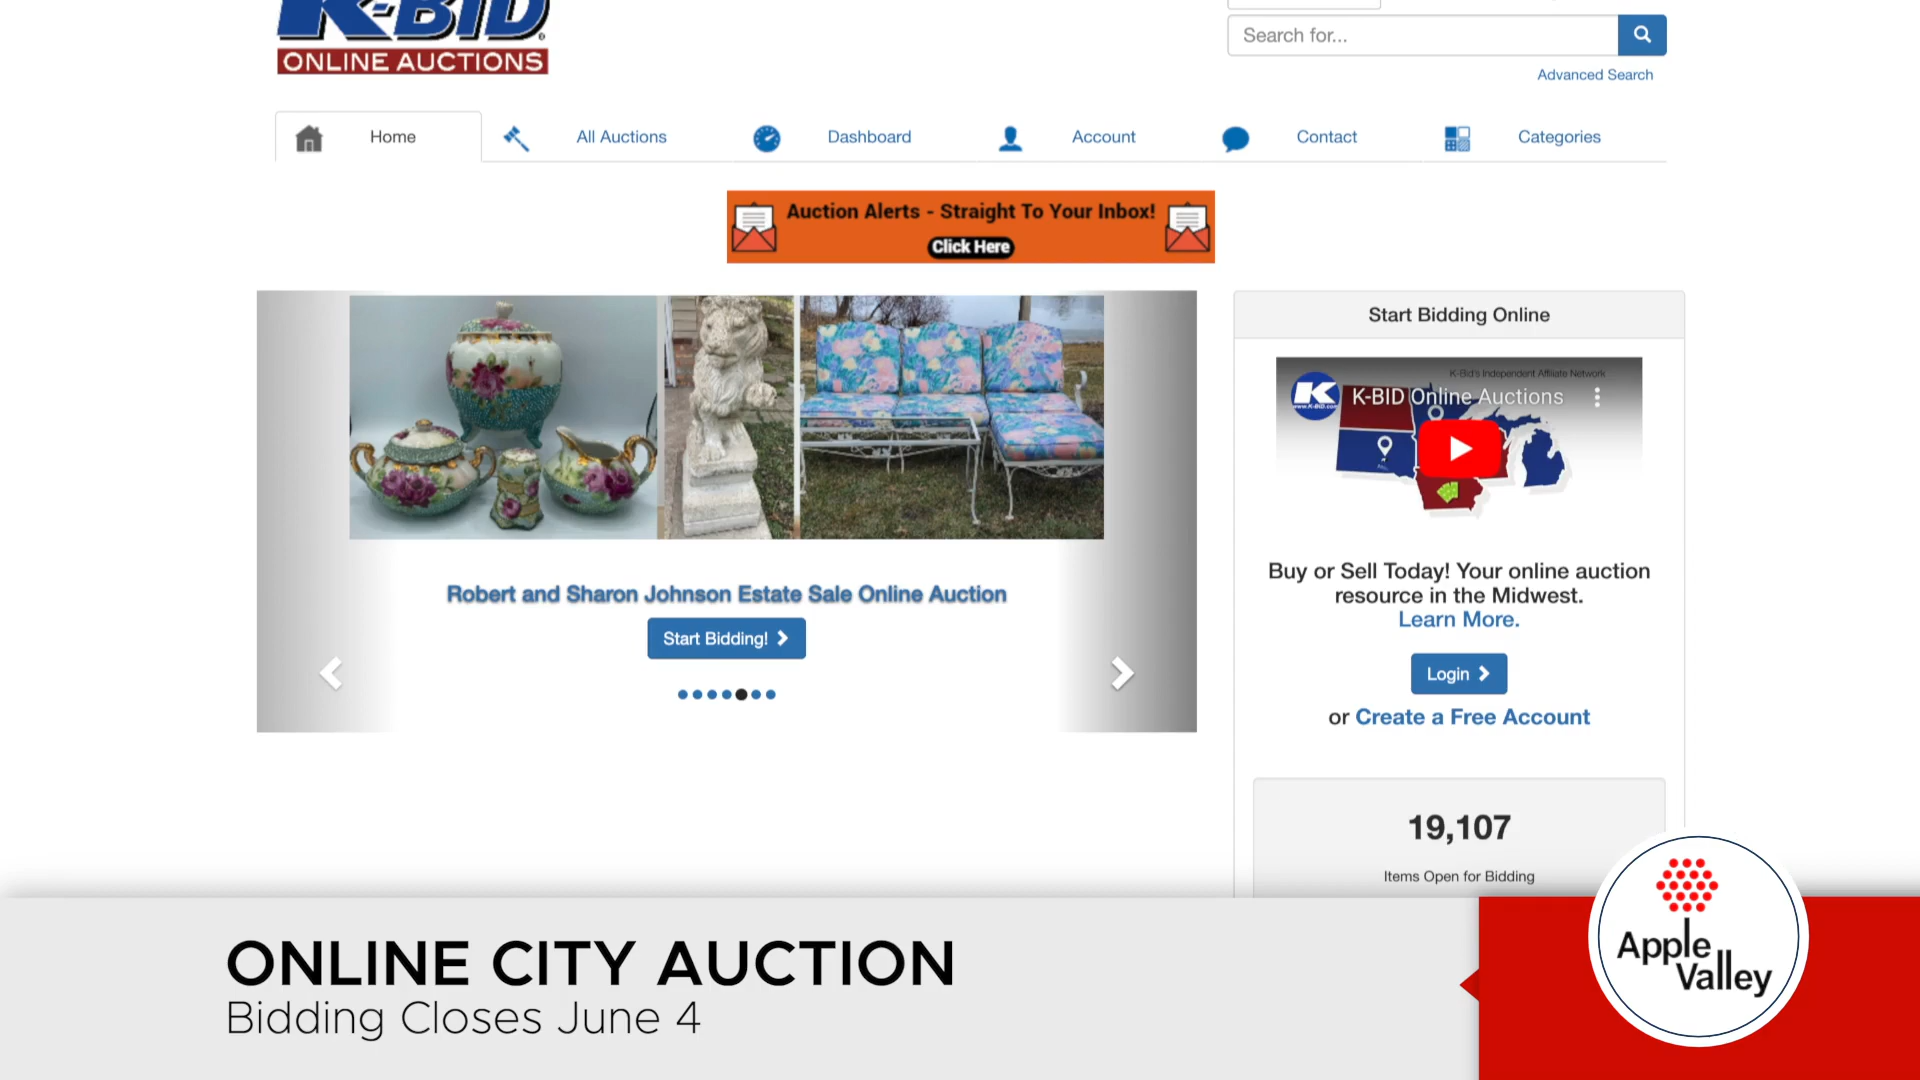 K-BID
ONLINE AUCTIONS
Search for...
Advanced Search
Home
All Auctions
Dashboard
Account
Contact
Categories
Auction Alerts - Straight To Your Inbox!
Click Here
Start Bidding Online
K-Bid's Independent Affiliate Network
K
www.K-BID.com
K-BID Online Auctions
Robert and Sharon Johnson Estate Sale Online Auction
Start Bidding!
Buy or Sell Today! Your online auction
resource in the Midwest.
Learn More.
Login
or Create a Free Account
19,107
Items Open for Bidding
ONLINE CITY AUCTION
Bidding Closes June 4
Apple
Valley